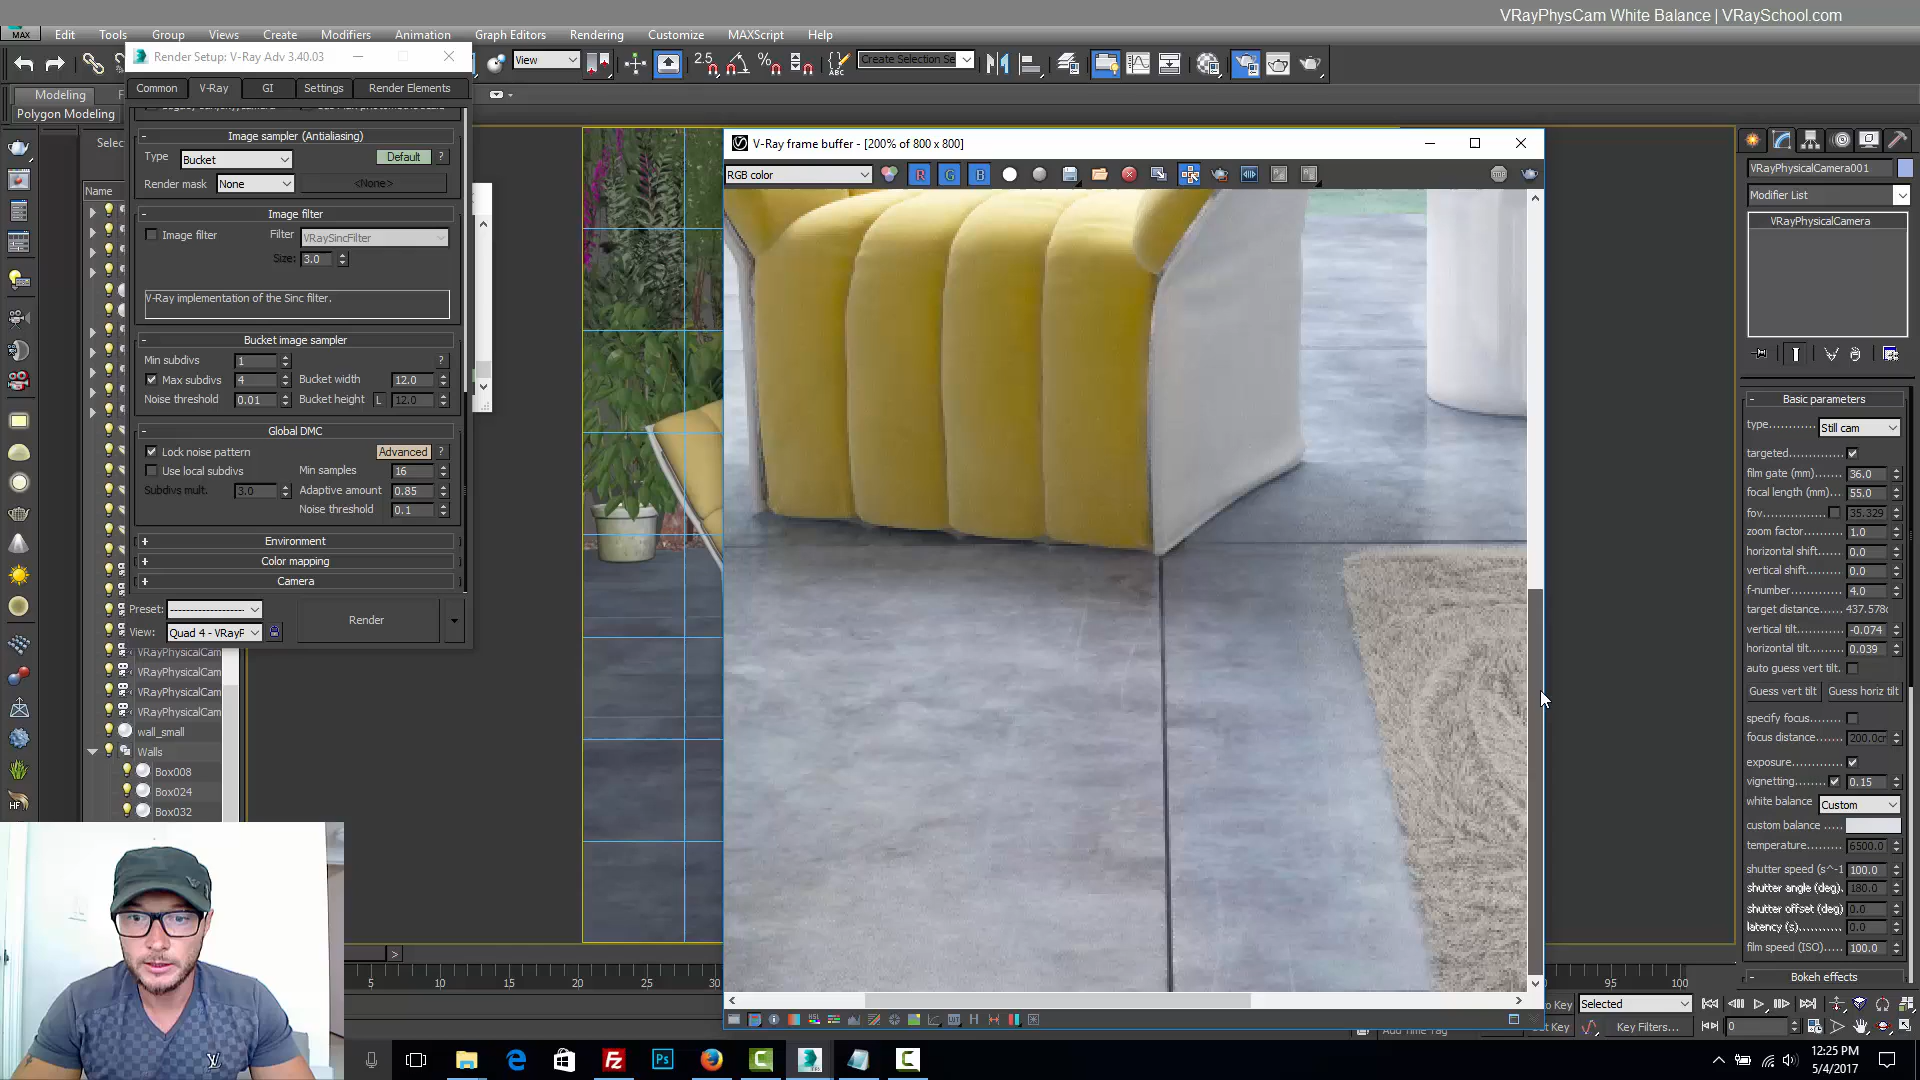 VRayPhysCam White Balance | VRaySchool.com
MAX
Edit Tools Group Views Create Modifiers Animation Graph Editors Rendering Customize MAXScript Help
Render Setup: V-Ray Adv 3.40.03
View
2.5
Create Selection Se
Common V-Ray GI Settings Render Elements
Modeling
Polygon Modeling
Selec
Name
Image sampler (Antialiasing)
Type Bucket Default ?
Render mask None <None>
Image filter
Image filter Filter VRaySincFilter
Size: 3.0
V-Ray implementation of the Sinc filter.
Bucket image sampler
Min subdivs 1 ?
Max subdivs 4 Bucket width 12.0
Noise threshold 0.01 Bucket height L 12.0
Global DMC
Lock noise pattern Advanced ?
Use local subdivs Min samples 16
Subdivs mult. 3.0 Adaptive amount 0.85
Noise threshold 0.1
Environment
Color mapping
Camera
Preset: -------------------
View: Quad 4 - VRayP
Render
VRayPhysicalCam
VRayPhysicalCam
VRayPhysicalCam
VRayPhysicalCam
wall_small
Walls
Box008
Box024
Box032
V-Ray frame buffer - [200% of 800 x 800]
RGB color R G B
VRayPhysicalCamera001
Modifier List
VRayPhysicalCamera
Basic parameters
type............ Still cam
targeted.............
film gate (mm)... 36.0
focal length (mm)... 55.0
fov............... 35.329
zoom factor......... 1.0
horizontal shift...... 0.0
vertical shift......... 0.0
f-number............. 4.0
target distance... 437.578c
vertical tilt........... -0.074
horizontal tilt....... 0.039
auto guess vert tilt.
Guess vert tilt Guess horiz tilt
specify focus........
focus distance...... 200.0cr
exposure.............
vignetting....... 0.15
white balance Custom
custom balance .....
temperature......... 6500.0
shutter speed (s^-1 100.0
shutter angle (deg). 180.0
shutter offset (deg) 0.0
latency (s)........... 0.0
film speed (ISO)..... 100.0
Bokeh effects
5 10 15 20 25 30 95 100
Selected
Key Filters...
0
12:25 PM
5/4/2017